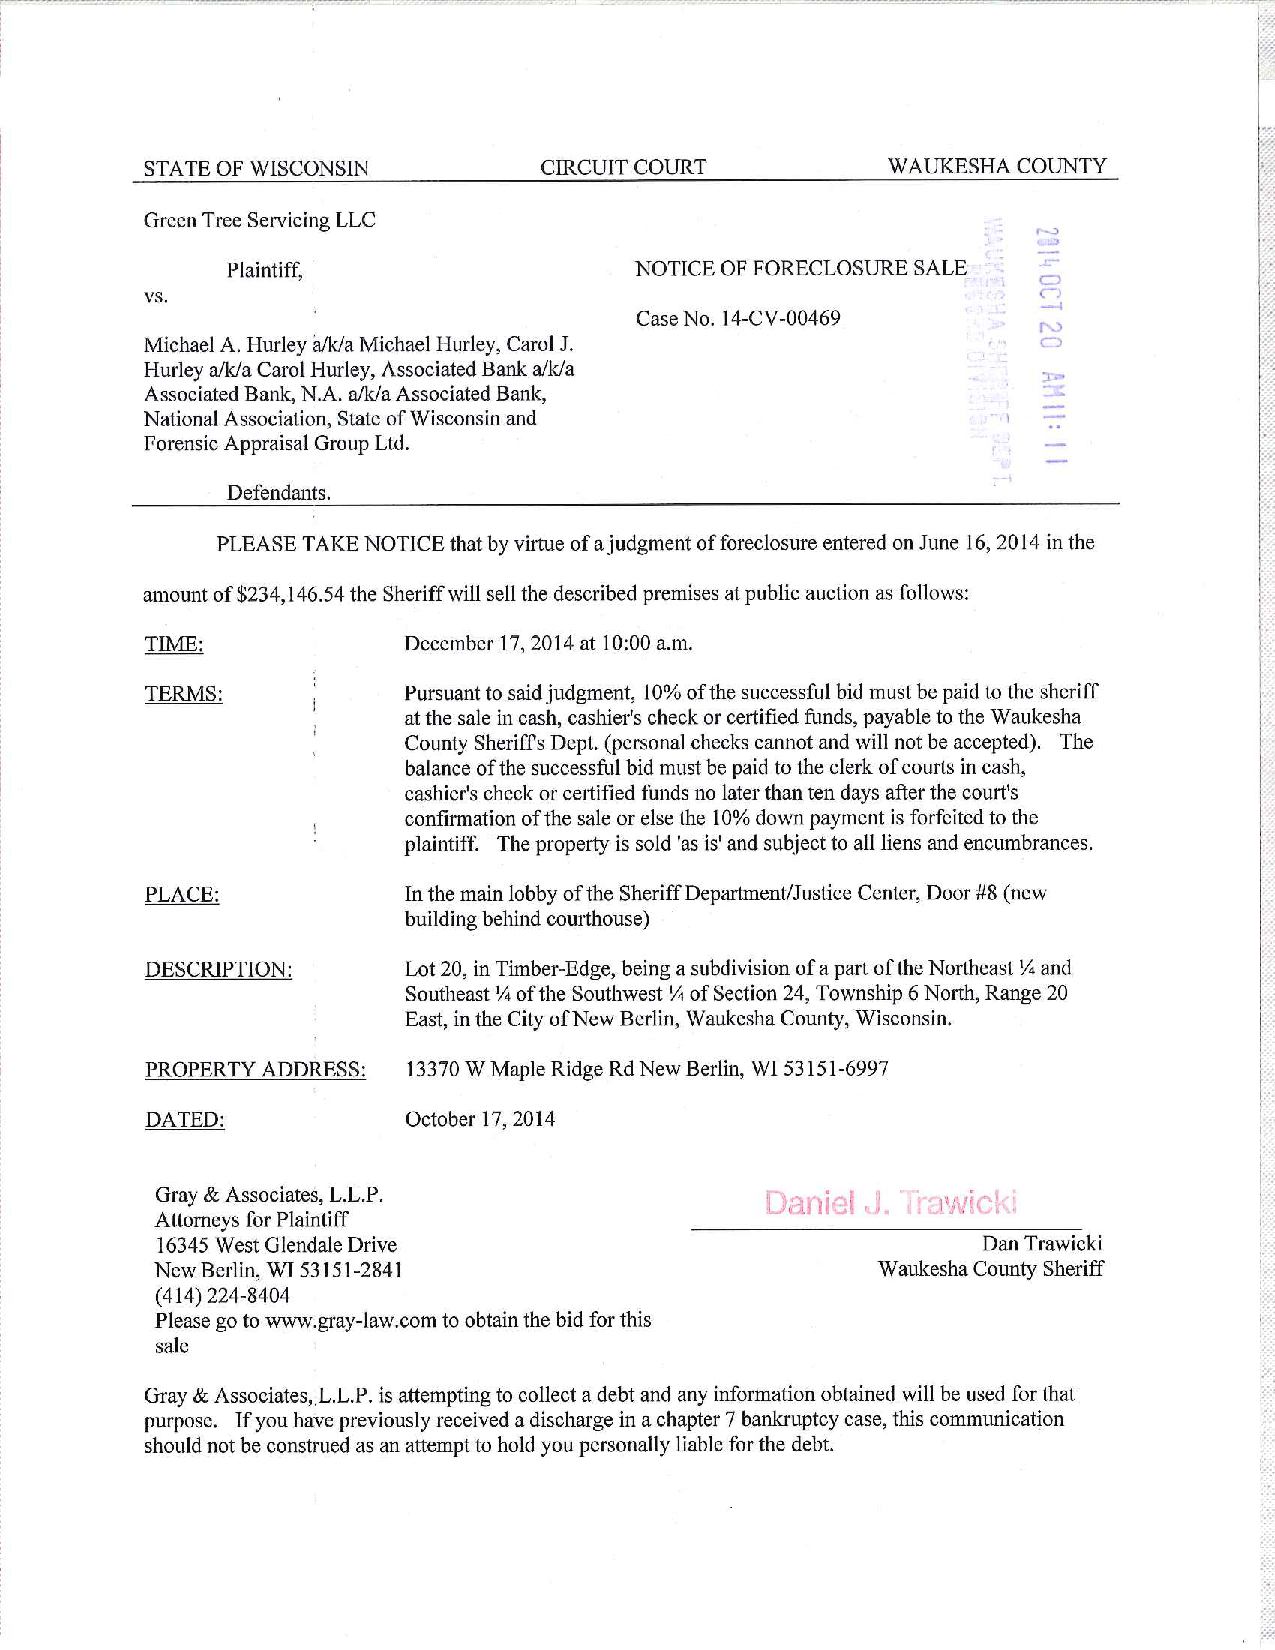 STATE OF WISCONSIN CIRCUIT COURT WAUKESHA COUNTY
Green Tree Servicing LLC
Plaintiff,
vs.
Michael A. Hurley a/k/a Michael Hurley, Carol J.
Hurley a/k/a Carol Hurley, Associated Bank a/k/a
Associated Bank, N.A. a/k/a Associated Bank,
National Association, State of Wisconsin and
Forensic Appraisal Group Ltd.
Defendants.
NOTICE OF FORECLOSURE SALE
Case No. 14-CV-00469
WAUKESHA SHERIFF DEPT
2014 OCT 20 AM 11: 11
PLEASE TAKE NOTICE that by virtue of a judgment of foreclosure entered on June 16, 2014 in the
amount of $234,146.54 the Sheriff will sell the described premises at public auction as follows:
TIME: December 17, 2014 at 10:00 a.m.
TERMS: Pursuant to said judgment, 10% of the successful bid must be paid to the sheriff
at the sale in cash, cashier's check or certified funds, payable to the Waukesha
County Sheriff's Dept. (personal checks cannot and will not be accepted). The
balance of the successful bid must be paid to the clerk of courts in cash,
cashier's check or certified funds no later than ten days after the court's
confirmation of the sale or else the 10% down payment is forfeited to the
plaintiff. The property is sold 'as is' and subject to all liens and encumbrances.
PLACE: In the main lobby of the Sheriff Department/Justice Center, Door #8 (new
building behind courthouse)
DESCRIPTION: Lot 20, in Timber-Edge, being a subdivision of a part of the Northeast ¼ and
Southeast ¼ of the Southwest ¼ of Section 24, Township 6 North, Range 20
East, in the City of New Berlin, Waukesha County, Wisconsin.
PROPERTY ADDRESS: 13370 W Maple Ridge Rd New Berlin, WI 53151-6997
DATED: October 17, 2014
Gray & Associates, L.L.P.
Attorneys for Plaintiff
16345 West Glendale Drive
New Berlin, WI 53151-2841
(414) 224-8404
Please go to www.gray-law.com to obtain the bid for this
sale
Daniel J. Trawicki
Dan Trawicki
Waukesha County Sheriff
Gray & Associates, L.L.P. is attempting to collect a debt and any information obtained will be used for that
purpose. If you have previously received a discharge in a chapter 7 bankruptcy case, this communication
should not be construed as an attempt to hold you personally liable for the debt.